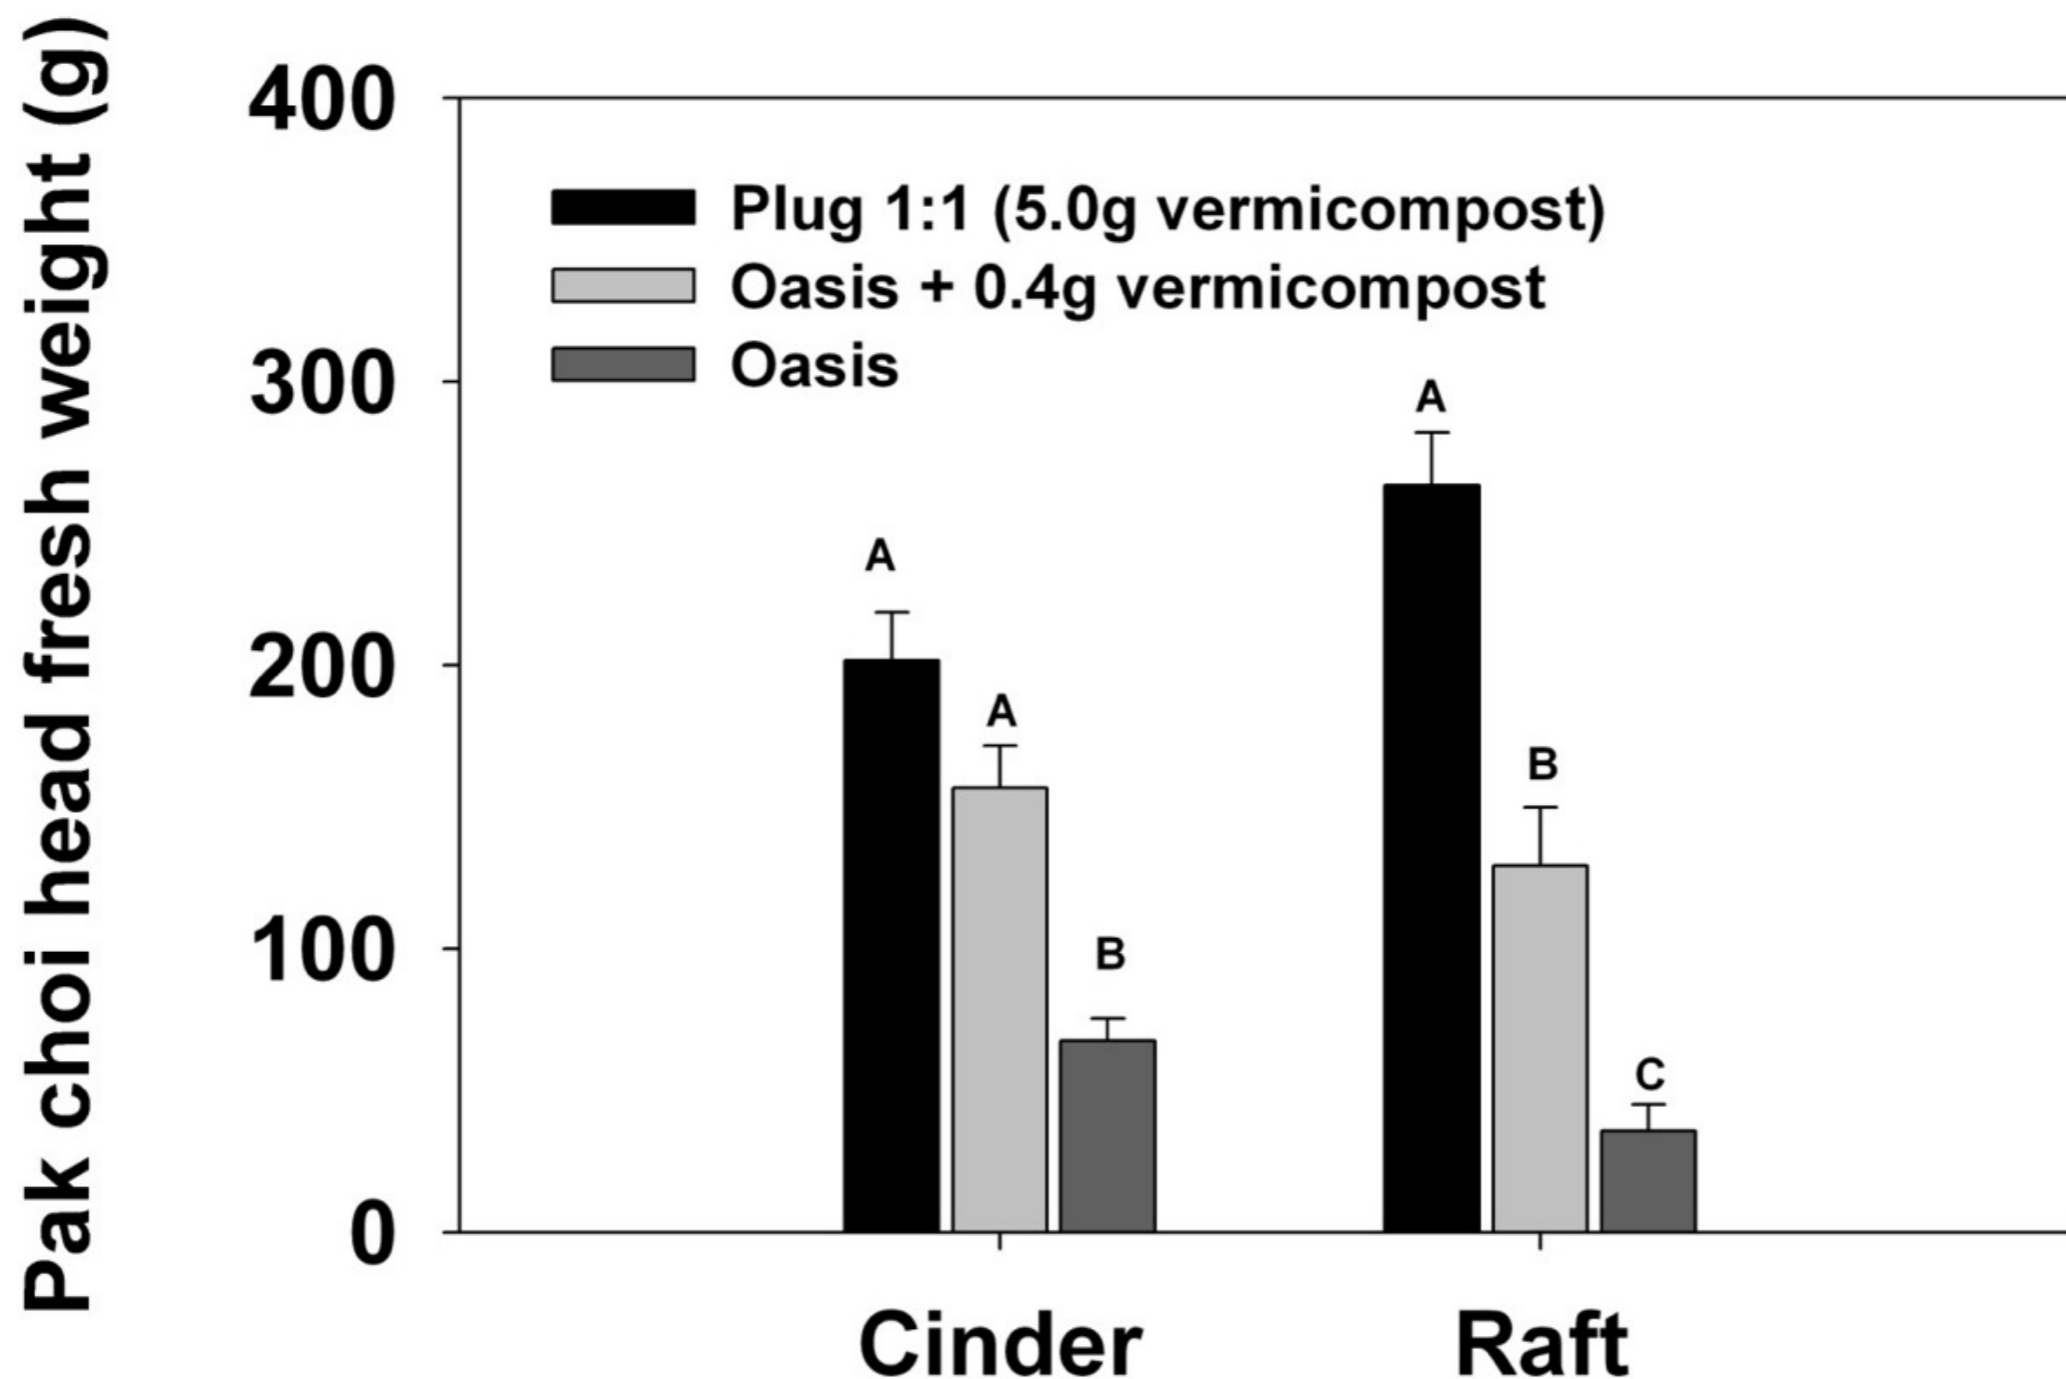 Pak choi head fresh weight (g)
400
300
200
100
0
Plug 1:1 (5.0g vermicompost)
Oasis + 0.4g vermicompost
Oasis
A
A
B
A
B
C
Cinder
Raft